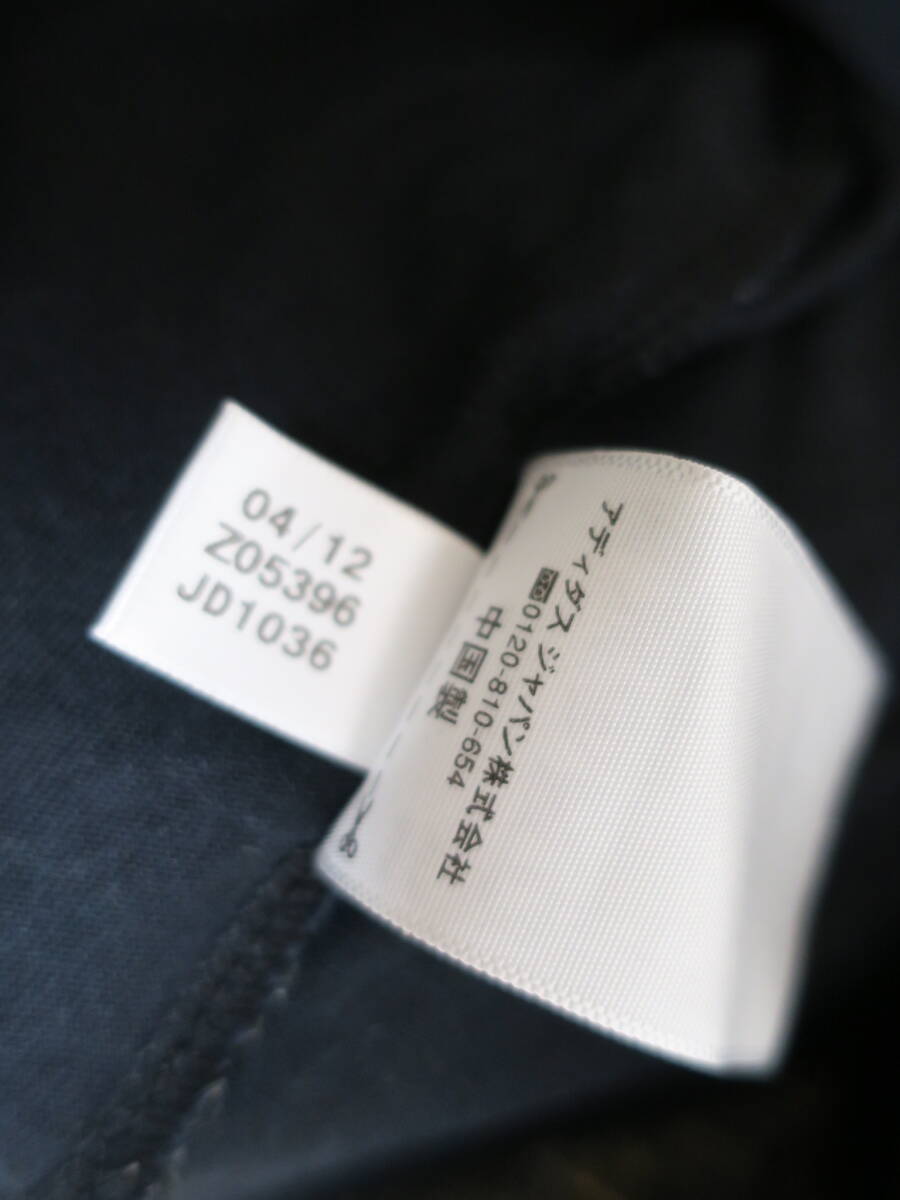 04/12
Z05396
JD1036
アディダス ジャパン株式会社
0120-810-654
中国製